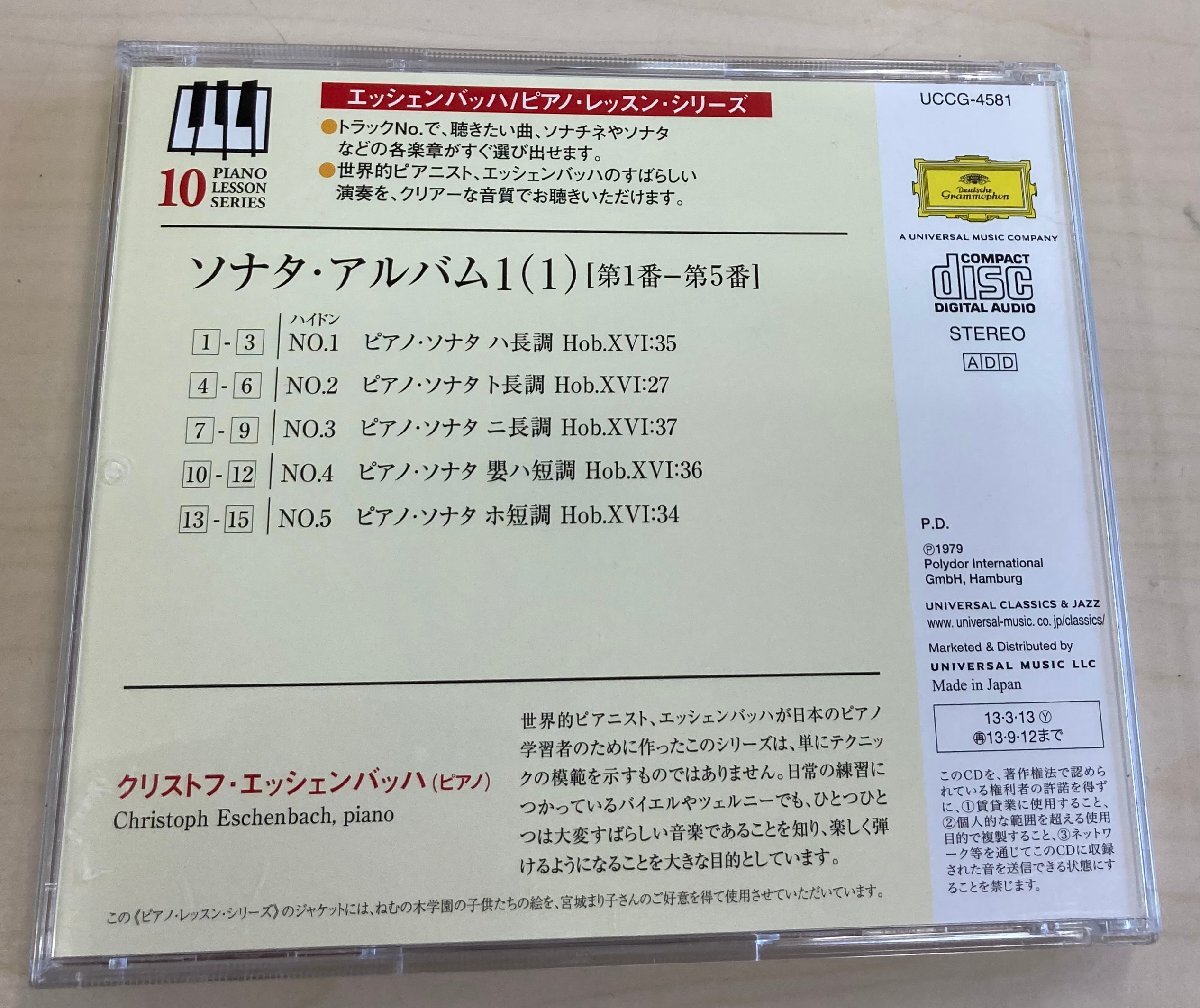 エッシェンバッハ/ピアノ・レッスン・シリーズ
●トラックNo.で、聴きたい曲、ソナチネやソナタ
などの各楽章がすぐ選び出せます。
●世界的ピアニスト、エッシェンバッハのすばらしい
演奏を、クリアーな音質でお聴きいただけます。
10 PIANO
LESSON
SERIES
ソナタ・アルバム1(1)[第1番−第5番]
ハイドン
1 - 3 NO.1 ピアノ・ソナタ ハ長調 Hob.XVI:35
4 - 6 NO.2 ピアノ・ソナタ ト長調 Hob.XVI:27
7 - 9 NO.3 ピアノ・ソナタ ニ長調 Hob.XVI:37
10 - 12 NO.4 ピアノ・ソナタ 嬰ハ短調 Hob.XVI:36
13 - 15 NO.5 ピアノ・ソナタ ホ短調 Hob.XVI:34
クリストフ・エッシェンバッハ(ピアノ)
Christoph Eschenbach, piano
世界的ピアニスト、エッシェンバッハが日本のピアノ
学習者のために作ったこのシリーズは、単にテクニッ
クの模範を示すものではありません。日常の練習に
つかっているバイエルやツェルニーでも、ひとつひと
つは大変すばらしい音楽であることを知り、楽しく弾
けるようになることを大きな目的としています。
この《ピアノ・レッスン・シリーズ》のジャケットには、ねむの木学園の子供たちの絵を、宮城まり子さんのご好意を得て使用させていただいています。
UCCG-4581
Deutsche
Grammophon
A UNIVERSAL MUSIC COMPANY
COMPACT
disc
DIGITAL AUDIO
STEREO
ADD
P.D.
Ⓟ1979
Polydor International
GmbH, Hamburg
UNIVERSAL CLASSICS & JAZZ
www.universal-music.co.jp/classics/
Marketed & Distributed by
UNIVERSAL MUSIC LLC
Made in Japan
13・3・13 Ⓨ
㊞13・9・12まで
このCDを、著作権法で認めら
れている権利者の許諾を得ず
に、①賃貸業に使用すること、
②個人的な範囲を超える使用
目的で複製すること、③ネットワ
ーク等を通じてこのCDに収録
された音を送信できる状態にす
ることを禁じます。